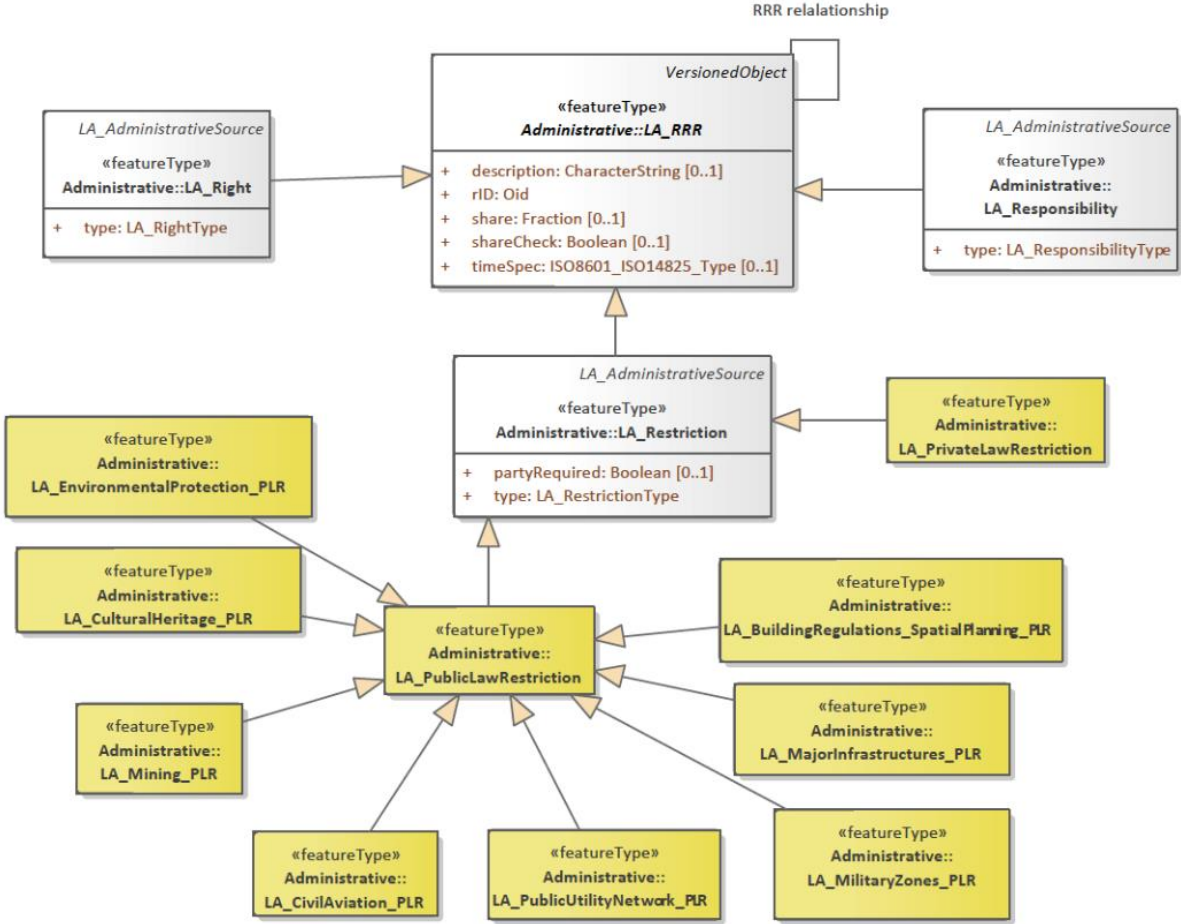 RRR relalationship
VersionedObject
«featureType»
Administrative::LA_RRR
+ description: CharacterString [0..1]
+ rID: Oid
+ share: Fraction [0..1]
+ shareCheck: Boolean [0..1]
+ timeSpec: ISO8601_ISO14825_Type [0..1]
LA_AdministrativeSource
«featureType»
Administrative::LA_Right
+ type: LA_RightType
LA_AdministrativeSource
«featureType»
Administrative::
LA_Responsibility
+ type: LA_ResponsibilityType
LA_AdministrativeSource
«featureType»
Administrative::LA_Restriction
+ partyRequired: Boolean [0..1]
+ type: LA_RestrictionType
«featureType»
Administrative::
LA_PrivateLawRestriction
«featureType»
Administrative::
LA_EnvironmentalProtection_PLR
«featureType»
Administrative::
LA_CulturalHeritage_PLR
«featureType»
Administrative::
LA_PublicLawRestriction
«featureType»
Administrative::
LA_BuildingRegulations_SpatialPlanning_PLR
«featureType»
Administrative::
LA_Mining_PLR
«featureType»
Administrative::
LA_MajorInfrastructures_PLR
«featureType»
Administrative::
LA_CivilAviation_PLR
«featureType»
Administrative::
LA_PublicUtilityNetwork_PLR
«featureType»
Administrative::
LA_MilitaryZones_PLR